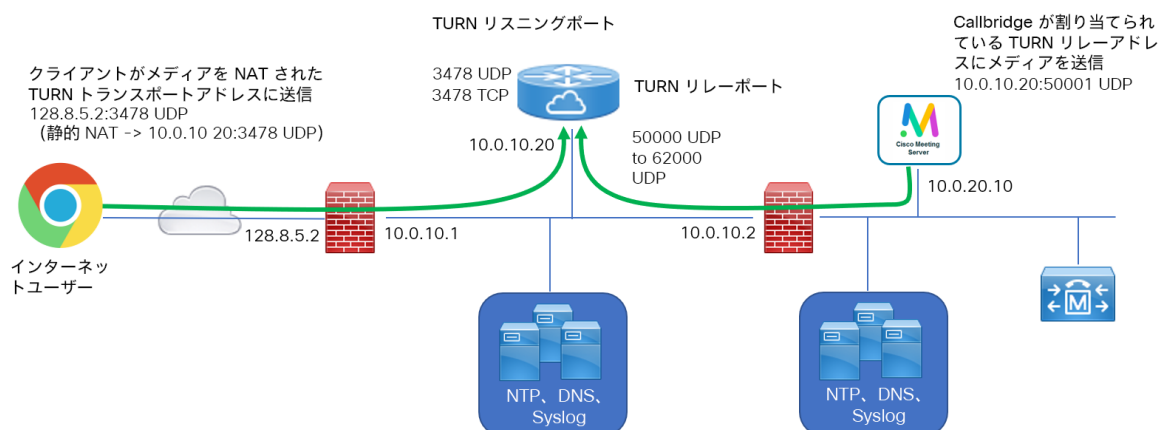 TURN リスニングポート
Callbridge が割り当てられ
ている TURN リレーアドレ
スにメディアを送信
10.0.10.20:50001 UDP
クライアントがメディアを NAT された
TURN トランスポートアドレスに送信
128.8.5.2:3478 UDP
(静的 NAT -> 10.0.10 20:3478 UDP)
3478 UDP
3478 TCP
TURN リレーポート
10.0.10.20
50000 UDP
to 62000
UDP
Cisco Meeting
Server
10.0.20.10
128.8.5.2
10.0.10.1
10.0.10.2
インターネッ
トユーザー
M
NTP、DNS、
Syslog
NTP、DNS、
Syslog